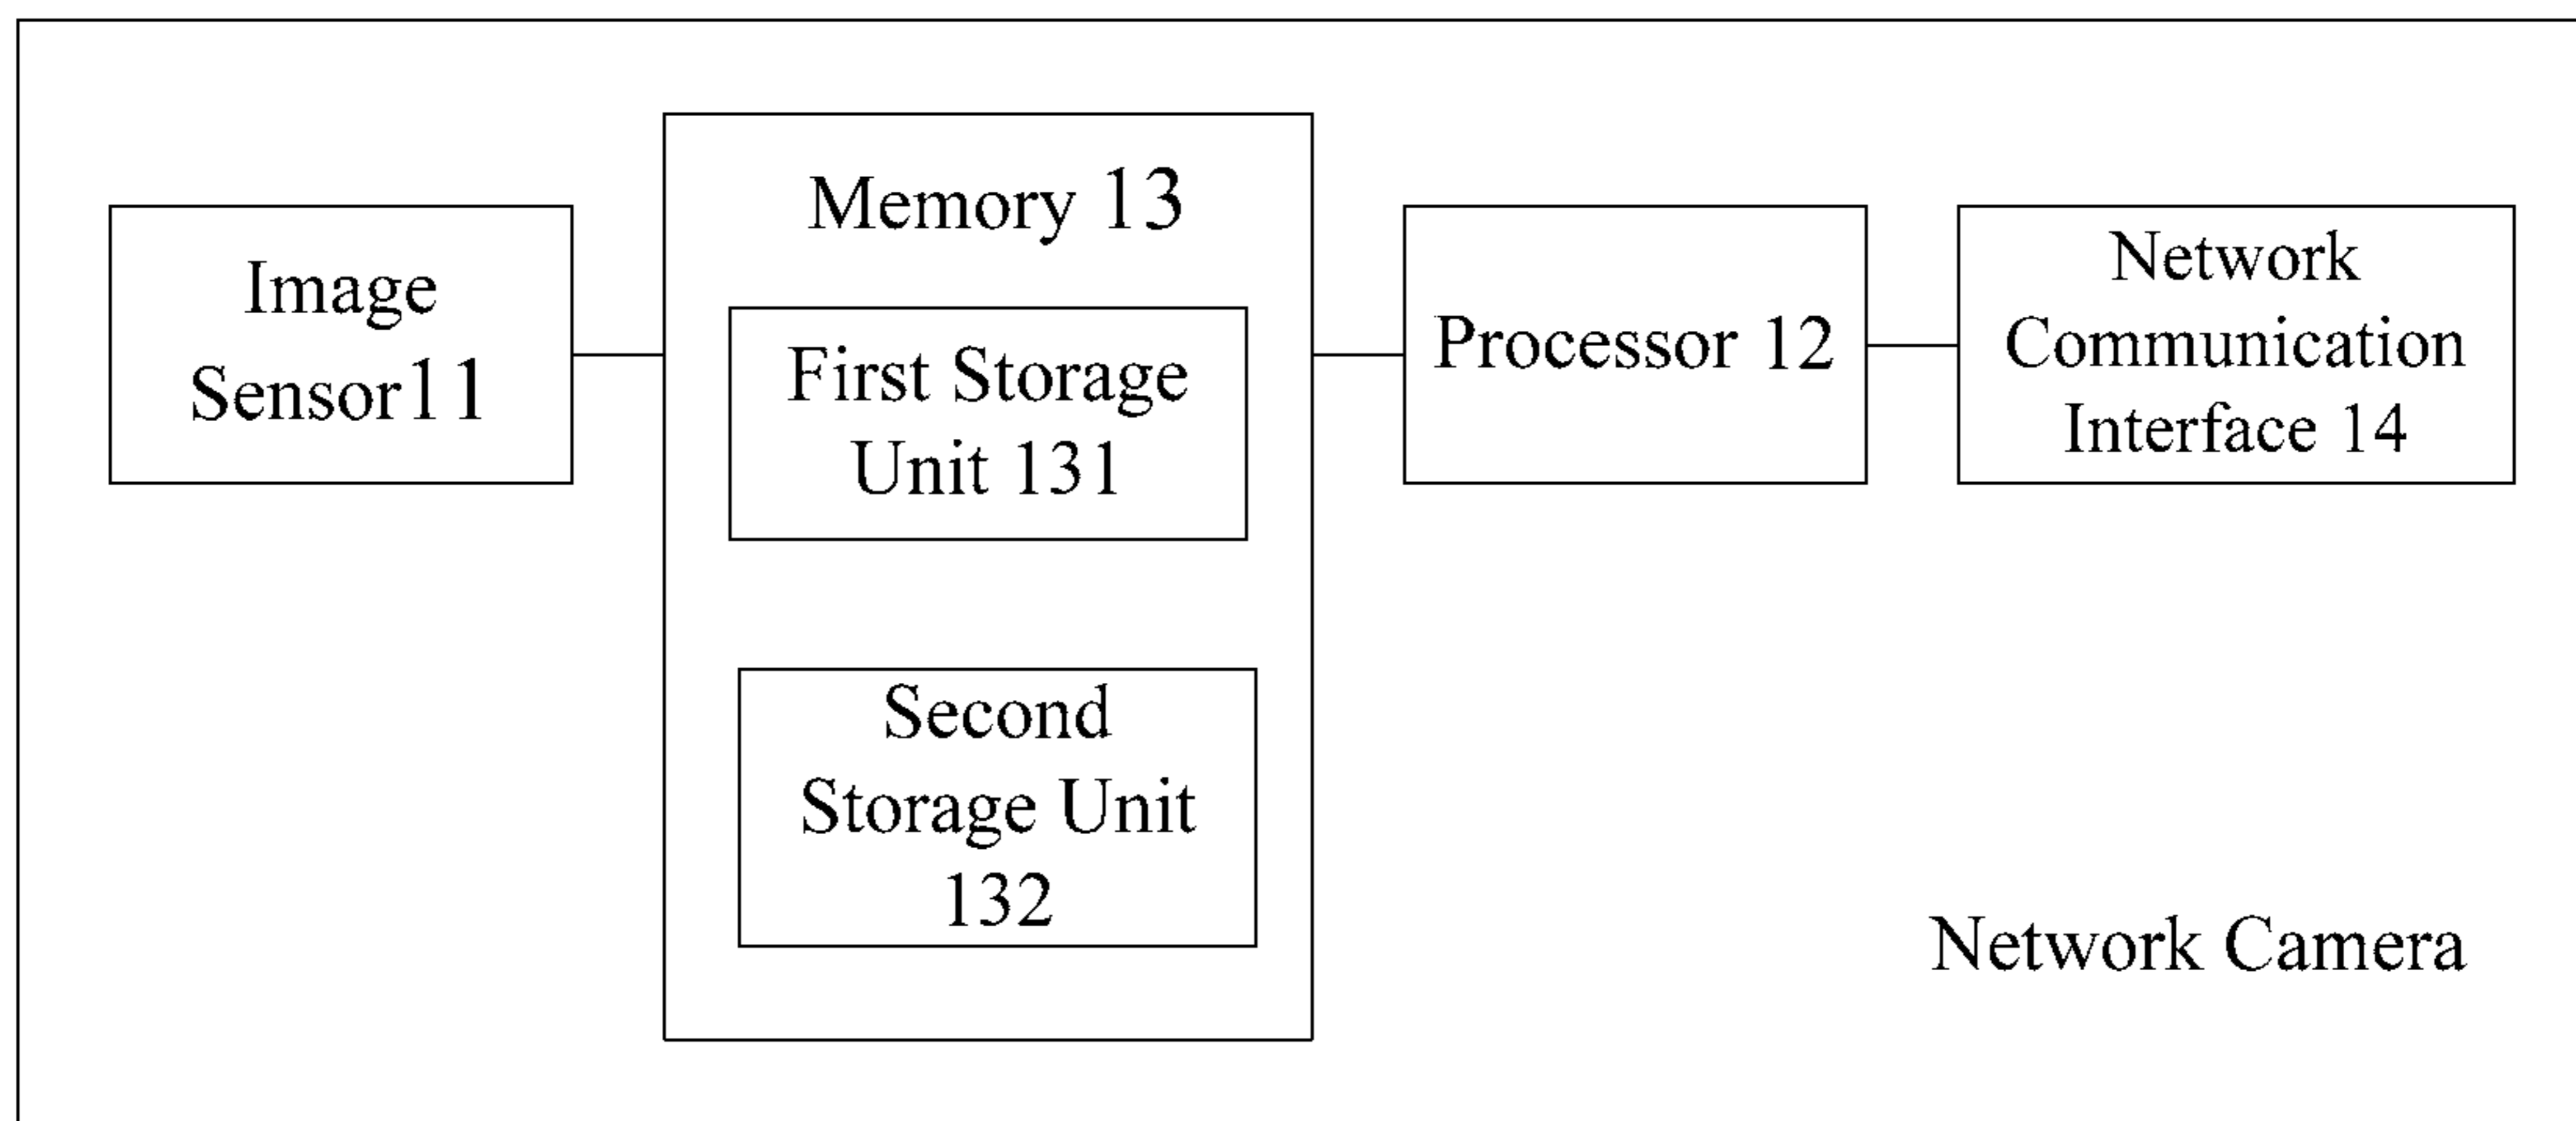 Image
Sensor11
Memory 13
First Storage
Unit 131
Second
Storage Unit
132
Processor 12
Network
Communication
Interface 14
Network Camera